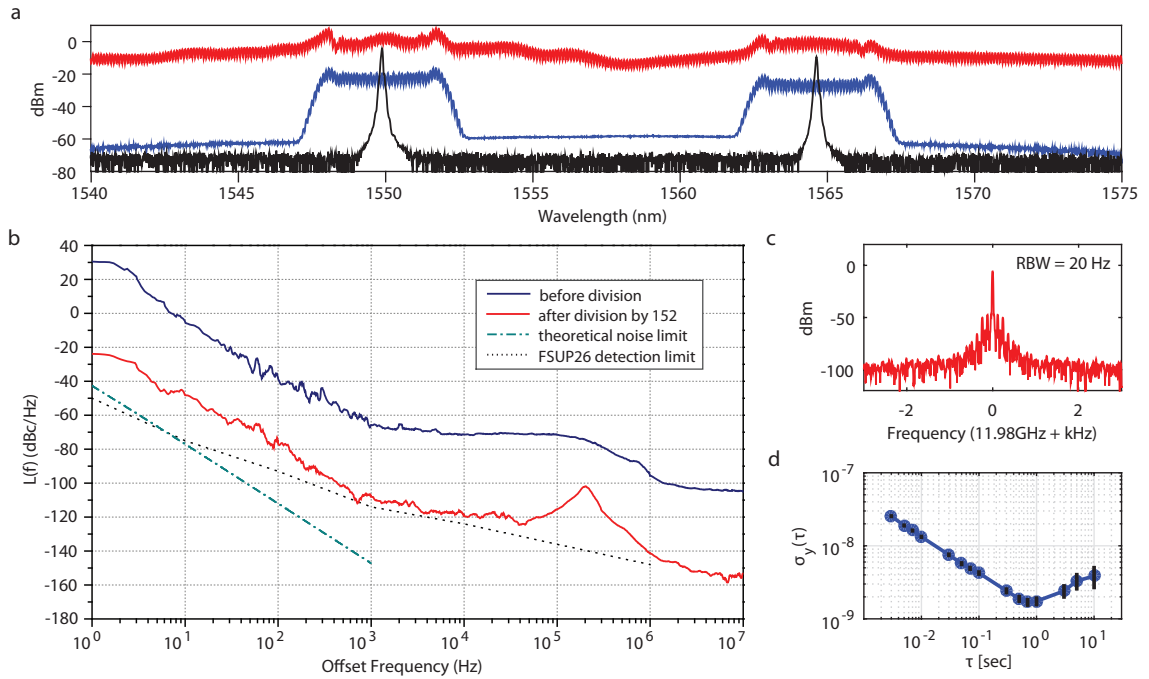 a
dBm
0
-20
-40
-60
-80
1540 1545 1550 1555 1560 1565 1570 1575
Wavelength (nm)
b
L(f) (dBc/Hz)
40
20
0
-20
-40
-60
-80
-100
-120
-140
-160
-180
before division
after division by 152
theoretical noise limit
FSUP26 detection limit
10^0 10^1 10^2 10^3 10^4 10^5 10^6 10^7
Offset Frequency (Hz)
c
RBW = 20 Hz
dBm
0
-50
-100
-2 0 2
Frequency (11.98GHz + kHz)
d
σ_y(τ)
10^-7
10^-8
10^-9
10^-2 10^-1 10^0 10^1
τ [sec]